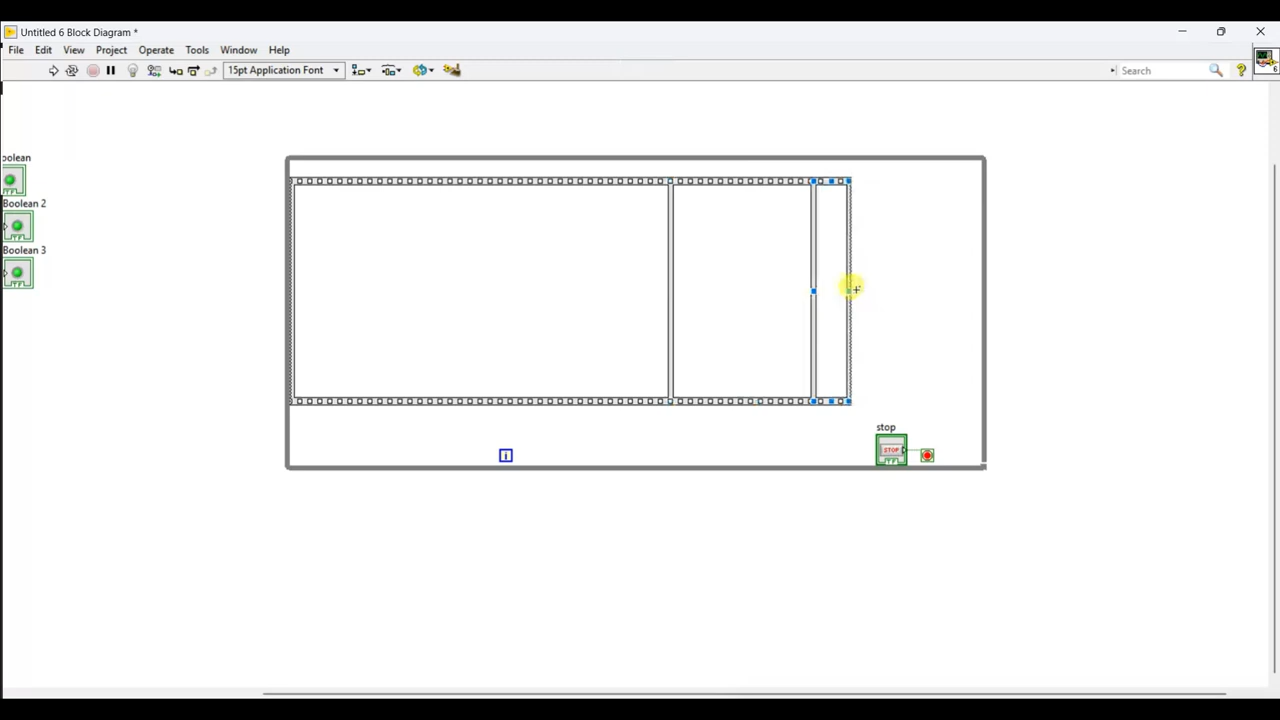 Untitled 6 Block Diagram *
File Edit View Project Operate Tools Window Help
15pt Application Font
Search
?
6
oolean
Boolean 2
Boolean 3
i
stop
STOP